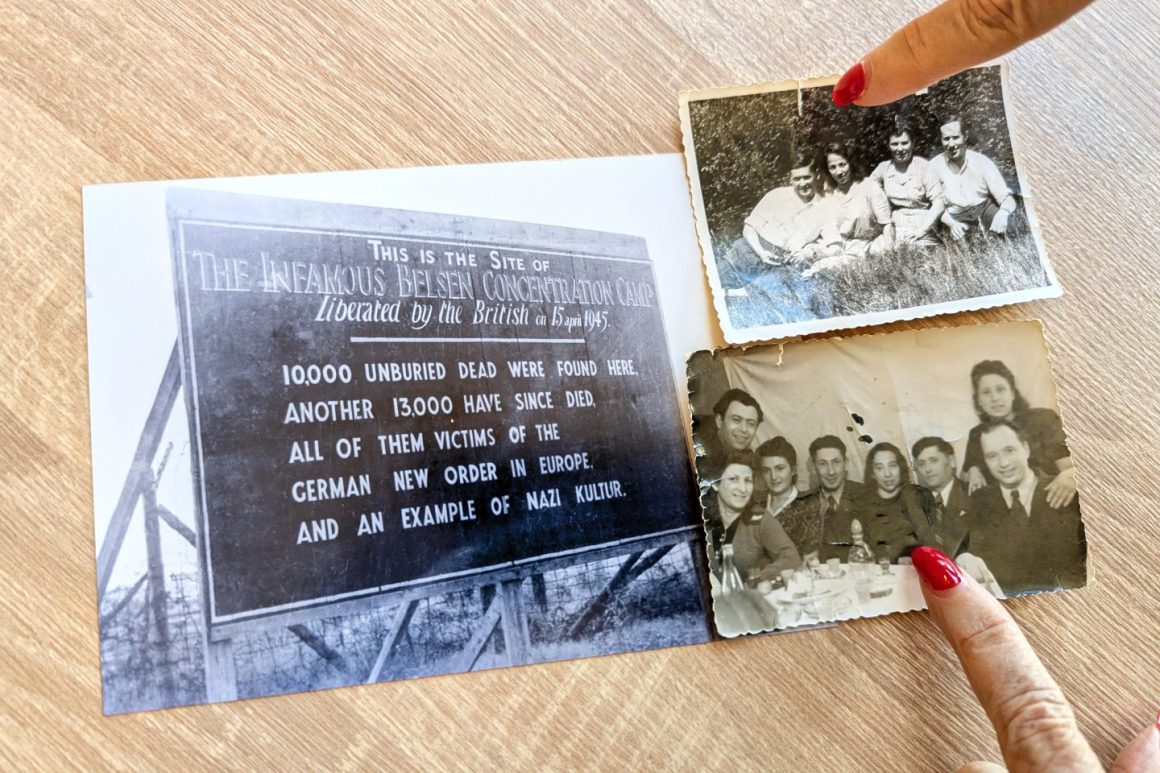 THIS IS THE SITE OF
THE INFAMOUS BELSEN CONCENTRATION CAMP
Liberated by the British on 15 april 1945.
10,000 UNBURIED DEAD WERE FOUND HERE,
ANOTHER 13,000 HAVE SINCE DIED,
ALL OF THEM VICTIMS OF THE
GERMAN NEW ORDER IN EUROPE,
AND AN EXAMPLE OF NAZI KULTUR.